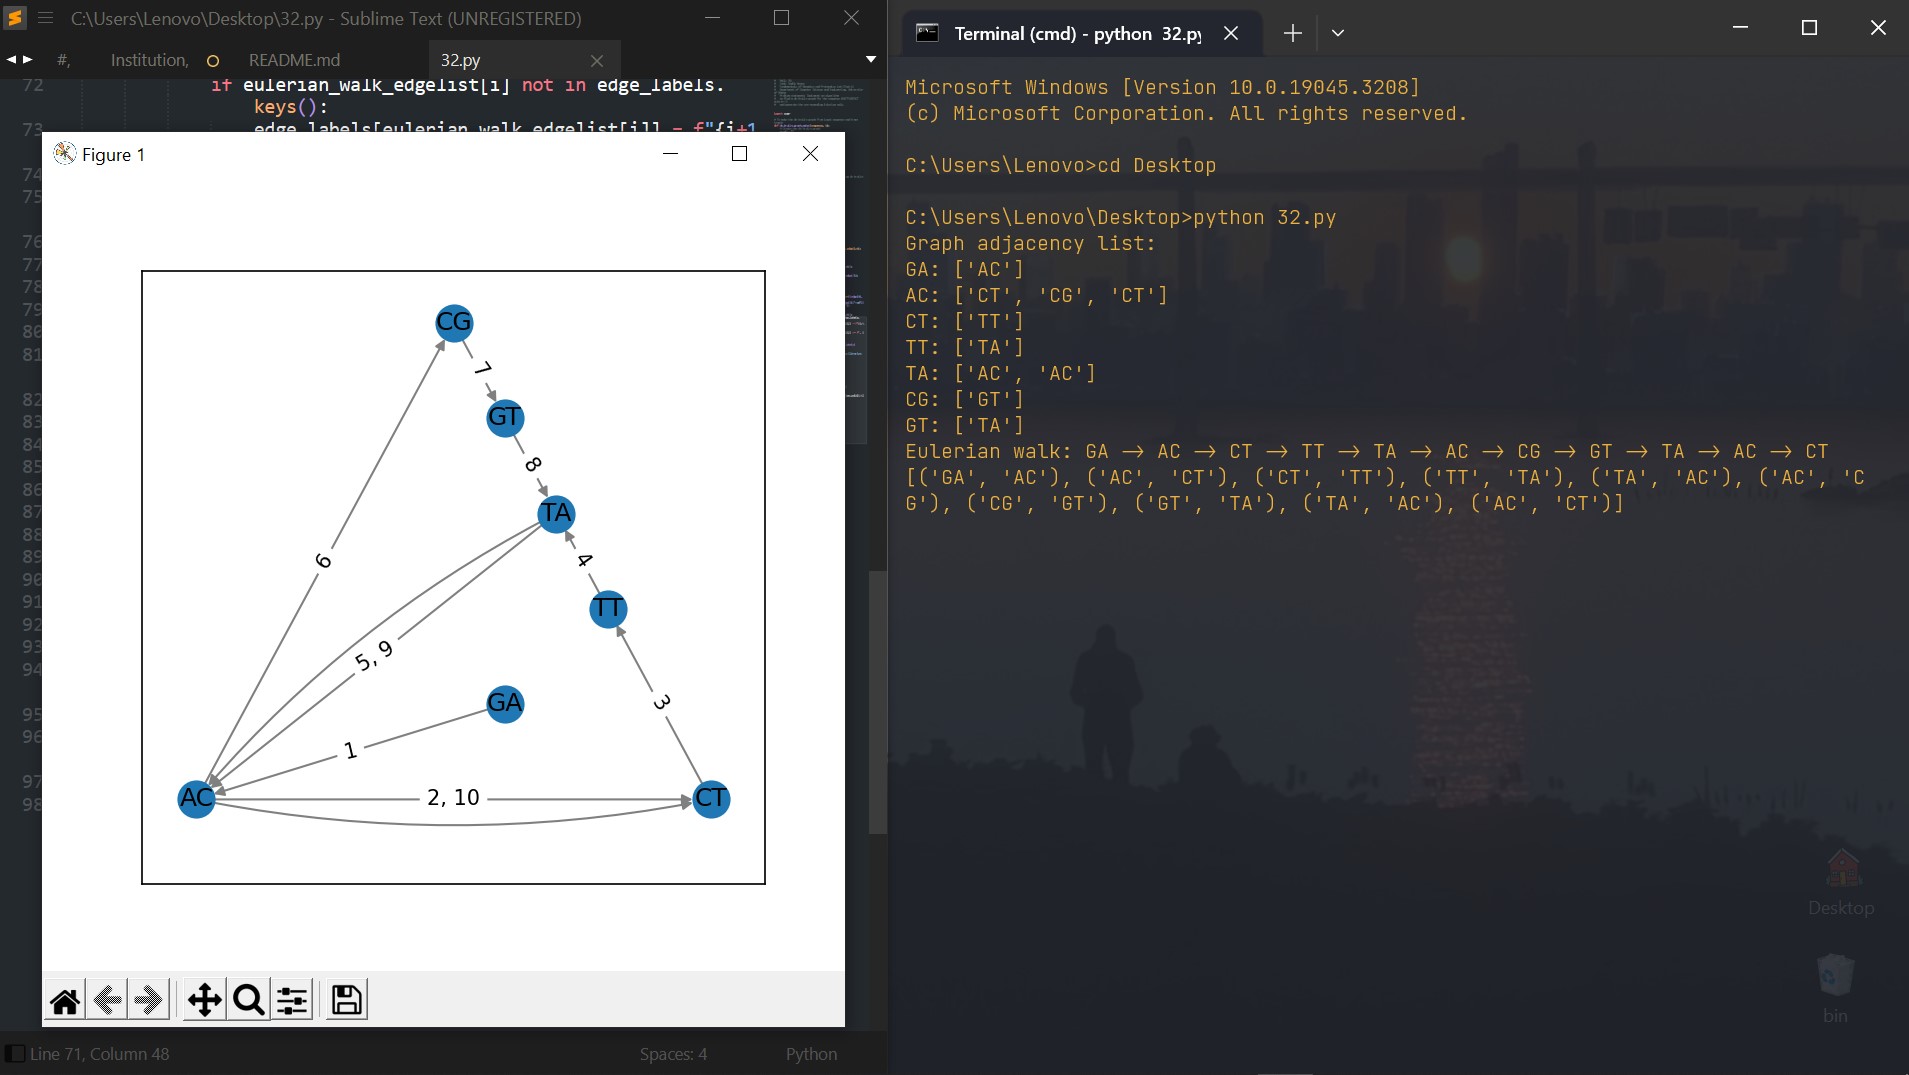 C:\Users\Lenovo\Desktop\32.py - Sublime Text (UNREGISTERED)
#, Institution, README.md 32.py
72 if eulerian_walk_edgelist[i] not in edge_labels.
keys():
73 edge_labels[eulerian_walk_edgelist[i]] = f"{i+1
74
75
76
77
78
79
80
81
82
83
84
85
86
87
88
89
90
91
92
93
94
95
96
97
98
Figure 1
CG
7
GT
8
TA
4
6
TT
5, 9
GA
3
1
AC
2, 10
CT
Line 71, Column 48 Spaces: 4 Python
Terminal (cmd) - python 32.py
Microsoft Windows [Version 10.0.19045.3208]
(c) Microsoft Corporation. All rights reserved.
C:\Users\Lenovo>cd Desktop
C:\Users\Lenovo\Desktop>python 32.py
Graph adjacency list:
GA: ['AC']
AC: ['CT', 'CG', 'CT']
CT: ['TT']
TT: ['TA']
TA: ['AC', 'AC']
CG: ['GT']
GT: ['TA']
Eulerian walk: GA -> AC -> CT -> TT -> TA -> AC -> CG -> GT -> TA -> AC -> CT
[('GA', 'AC'), ('AC', 'CT'), ('CT', 'TT'), ('TT', 'TA'), ('TA', 'AC'), ('AC', 'C
G'), ('CG', 'GT'), ('GT', 'TA'), ('TA', 'AC'), ('AC', 'CT')]
Desktop
bin